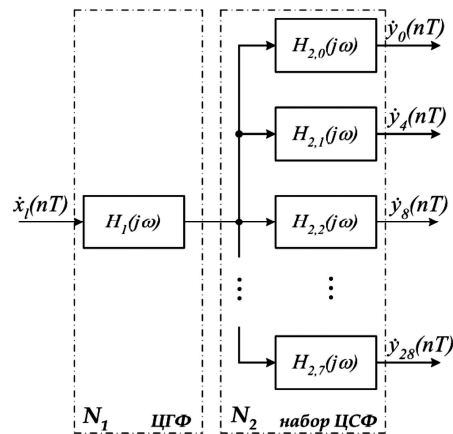 H₂,₀(jω)
ẏ₀(nT)
H₂,₁(jω)
ẏ₄(nT)
ẋₗ(nT)
H₁(jω)
H₂,₂(jω)
ẏ₈(nT)
⋮
⋮
H₂,₇(jω)
ẏ₂₈(nT)
N₁ ЦГФ
N₂ набор ЦСФ